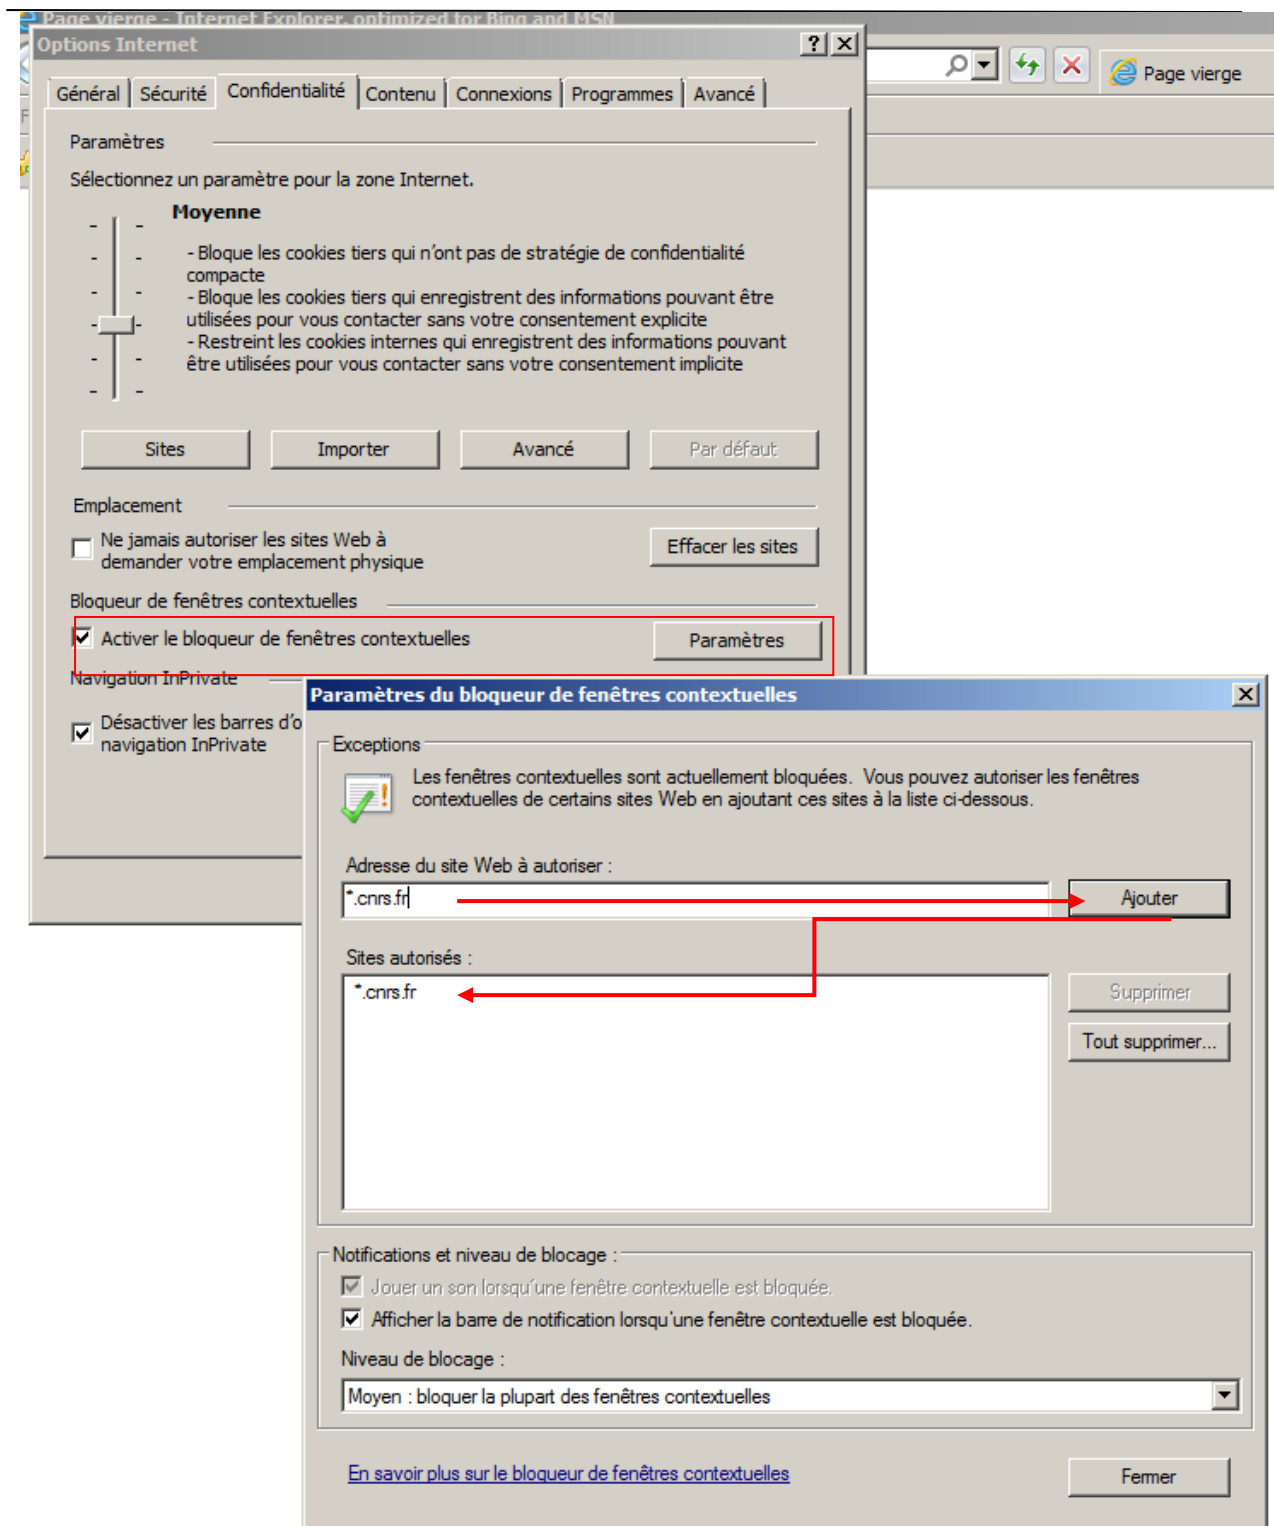 Page vierge - Internet Explorer, optimized for Bing and MSN
Options Internet
Page vierge
Général Sécurité Confidentialité Contenu Connexions Programmes Avancé
Paramètres
Sélectionnez un paramètre pour la zone Internet.
Moyenne
- Bloque les cookies tiers qui n'ont pas de stratégie de confidentialité
compacte
- Bloque les cookies tiers qui enregistrent des informations pouvant être
utilisées pour vous contacter sans votre consentement explicite
- Restreint les cookies internes qui enregistrent des informations pouvant
être utilisées pour vous contacter sans votre consentement implicite
Sites Importer Avancé Par défaut
Emplacement
Ne jamais autoriser les sites Web à
demander votre emplacement physique
Effacer les sites
Bloqueur de fenêtres contextuelles
Activer le bloqueur de fenêtres contextuelles Paramètres
Navigation InPrivate
Désactiver les barres d'o
navigation InPrivate
Paramètres du bloqueur de fenêtres contextuelles
Exceptions
Les fenêtres contextuelles sont actuellement bloquées. Vous pouvez autoriser les fenêtres
contextuelles de certains sites Web en ajoutant ces sites à la liste ci-dessous.
Adresse du site Web à autoriser :
*.cnrs.fr Ajouter
Sites autorisés :
*.cnrs.fr
Supprimer
Tout supprimer...
Notifications et niveau de blocage :
Jouer un son lorsqu'une fenêtre contextuelle est bloquée.
Afficher la barre de notification lorsqu'une fenêtre contextuelle est bloquée.
Niveau de blocage :
Moyen : bloquer la plupart des fenêtres contextuelles
En savoir plus sur le bloqueur de fenêtres contextuelles
Fermer